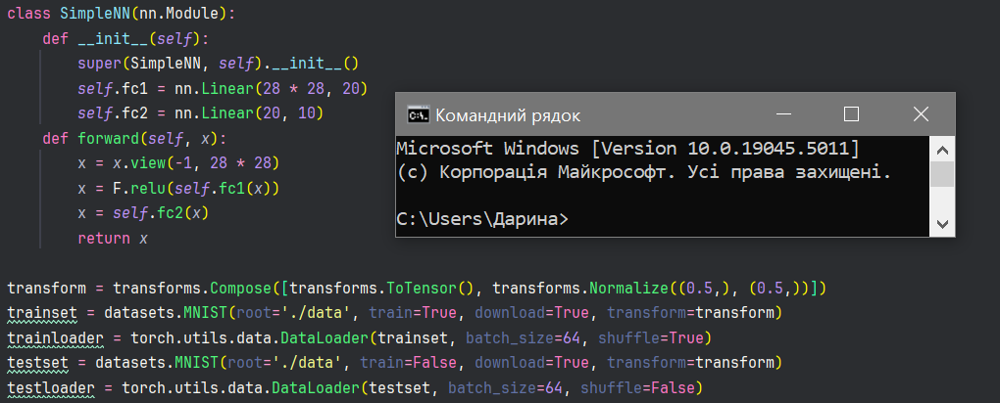 class SimpleNN(nn.Module):
    def __init__(self):
        super(SimpleNN, self).__init__()
        self.fc1 = nn.Linear(28 * 28, 20)
        self.fc2 = nn.Linear(20, 10)
    def forward(self, x):
        x = x.view(-1, 28 * 28)
        x = F.relu(self.fc1(x))
        x = self.fc2(x)
        return x
Командний рядок
Microsoft Windows [Version 10.0.19045.5011]
(c) Корпорація Майкрософт. Усі права захищені.
C:\Users\Дарина>
transform = transforms.Compose([transforms.ToTensor(), transforms.Normalize((0.5,), (0.5,))])
trainset = datasets.MNIST(root='./data', train=True, download=True, transform=transform)
trainloader = torch.utils.data.DataLoader(trainset, batch_size=64, shuffle=True)
testset = datasets.MNIST(root='./data', train=False, download=True, transform=transform)
testloader = torch.utils.data.DataLoader(testset, batch_size=64, shuffle=False)